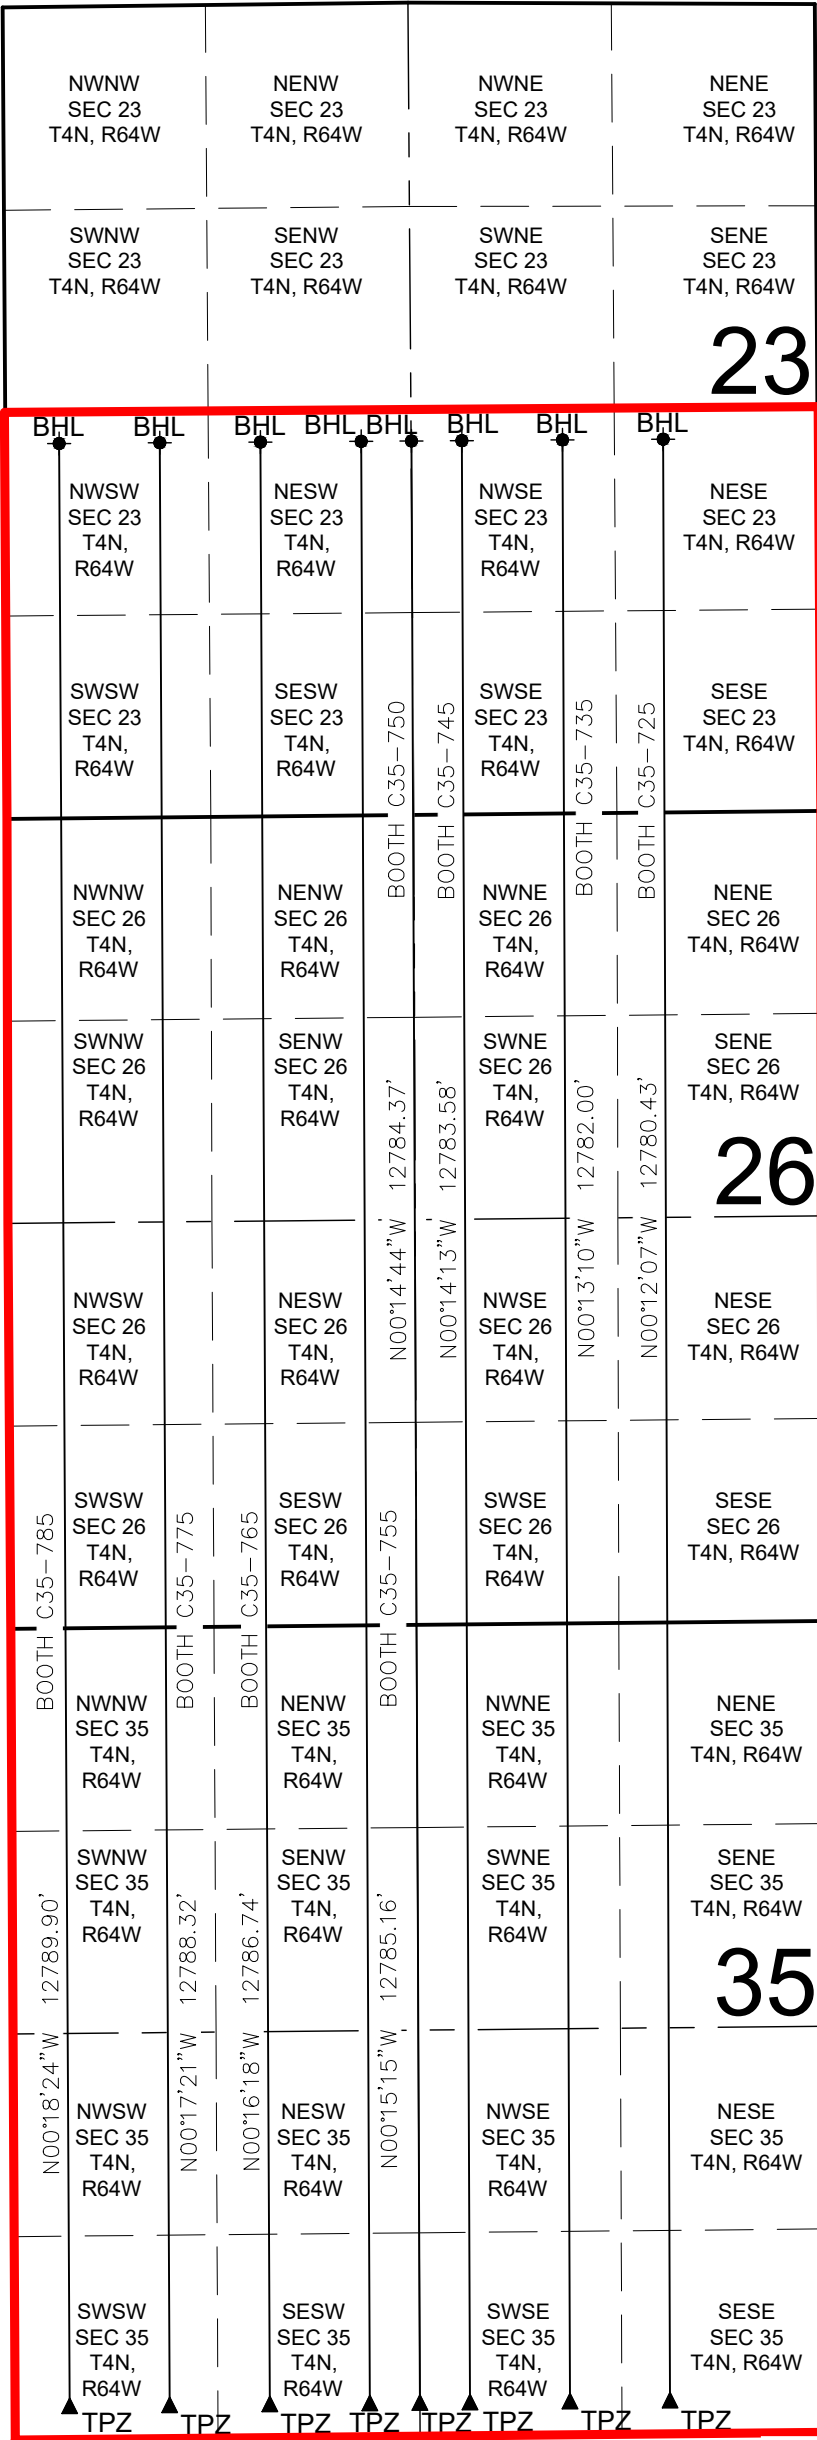 NWNW
SEC 23
T4N, R64W
NENW
SEC 23
T4N, R64W
NWNE
SEC 23
T4N, R64W
NENE
SEC 23
T4N, R64W
SWNW
SEC 23
T4N, R64W
SENW
SEC 23
T4N, R64W
SWNE
SEC 23
T4N, R64W
SENE
SEC 23
T4N, R64W
23
BHL
BHL
BHL
BHL
BHL
BHL
BHL
BHL
NWSW
SEC 23
T4N,
R64W
NESW
SEC 23
T4N,
R64W
NWSE
SEC 23
T4N,
R64W
NESE
SEC 23
T4N, R64W
SWSW
SEC 23
T4N,
R64W
SESW
SEC 23
T4N,
R64W
BOOTH C35-750
BOOTH C35-745
SWSE
SEC 23
T4N,
R64W
BOOTH C35-735
BOOTH C35-725
SESE
SEC 23
T4N, R64W
NWNW
SEC 26
T4N,
R64W
NENW
SEC 26
T4N,
R64W
NWNE
SEC 26
T4N,
R64W
NENE
SEC 26
T4N, R64W
SWNW
SEC 26
T4N,
R64W
SENW
SEC 26
T4N,
R64W
SWNE
SEC 26
T4N,
R64W
SENE
SEC 26
T4N, R64W
26
N00°14'44"W 12784.37'
N00°14'13"W 12783.58'
N00°13'10"W 12782.00'
N00°12'07"W 12780.43'
NWSW
SEC 26
T4N,
R64W
NESW
SEC 26
T4N,
R64W
NWSE
SEC 26
T4N,
R64W
NESE
SEC 26
T4N, R64W
BOOTH C35-785
SWSW
SEC 26
T4N,
R64W
BOOTH C35-775
BOOTH C35-765
SESW
SEC 26
T4N,
R64W
BOOTH C35-755
SWSE
SEC 26
T4N,
R64W
SESE
SEC 26
T4N, R64W
NWNW
SEC 35
T4N,
R64W
NENW
SEC 35
T4N,
R64W
NWNE
SEC 35
T4N,
R64W
NENE
SEC 35
T4N, R64W
SWNW
SEC 35
T4N,
R64W
SENW
SEC 35
T4N,
R64W
SWNE
SEC 35
T4N,
R64W
SENE
SEC 35
T4N, R64W
35
N00°18'24"W 12789.90'
N00°17'21"W 12788.32'
N00°16'18"W 12786.74'
N00°15'15"W 12785.16'
NWSW
SEC 35
T4N,
R64W
NESW
SEC 35
T4N,
R64W
NWSE
SEC 35
T4N,
R64W
NESE
SEC 35
T4N, R64W
SWSW
SEC 35
T4N,
R64W
SESW
SEC 35
T4N,
R64W
SWSE
SEC 35
T4N,
R64W
SESE
SEC 35
T4N, R64W
TPZ
TPZ
TPZ
TPZ
TPZ
TPZ
TPZ
TPZ